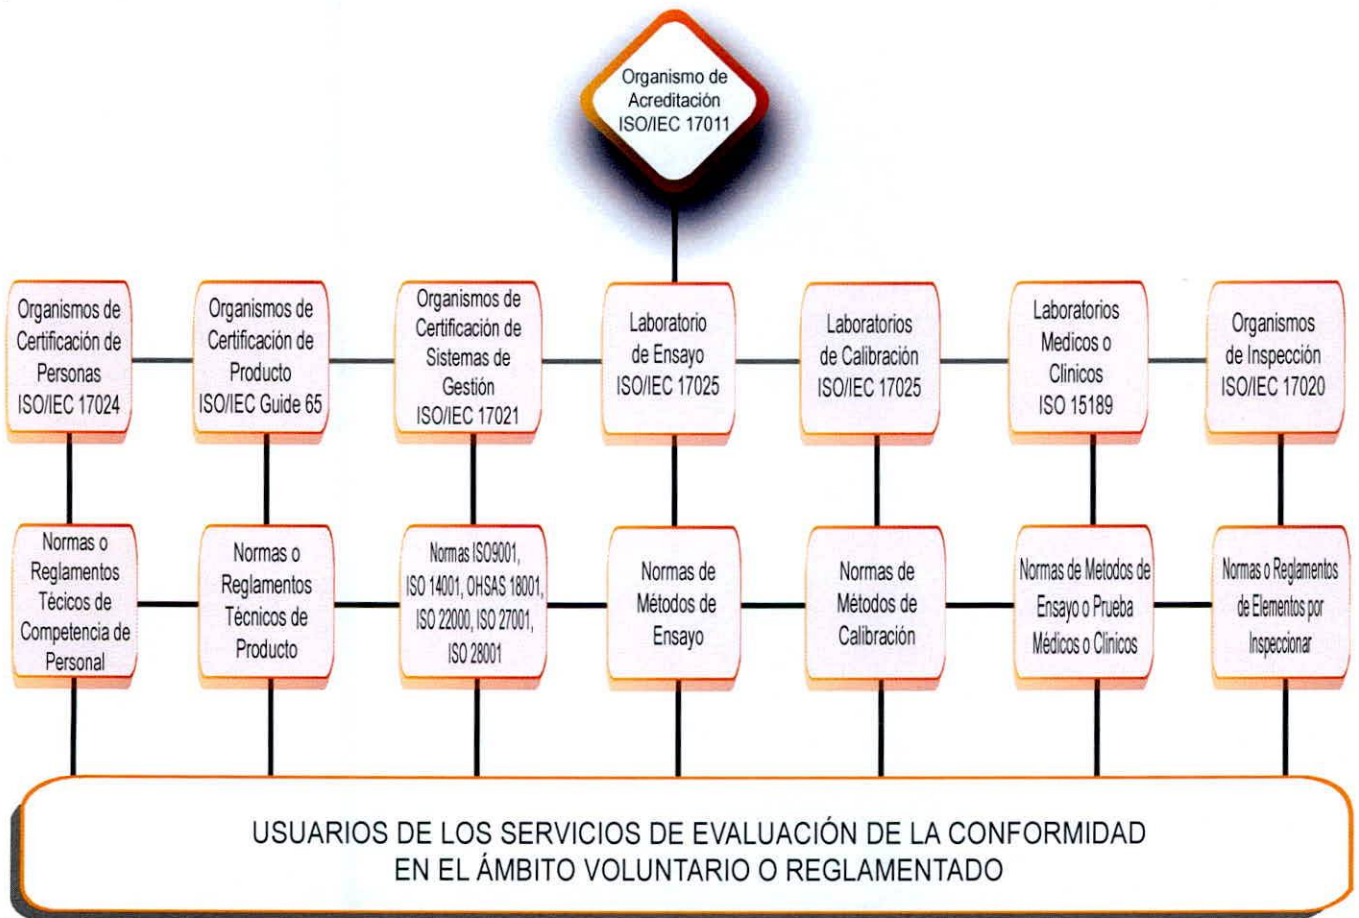 Organismo de
Acreditación
ISO/IEC 17011
Organismos de
Certificación de
Personas
ISO/IEC 17024
Organismos de
Certificación de
Producto
ISO/IEC Guide 65
Organismos de
Certificación de
Sistemas de
Gestión
ISO/IEC 17021
Laboratorio
de Ensayo
ISO/IEC 17025
Laboratorios
de Calibración
ISO/IEC 17025
Laboratorios
Medicos o
Clínicos
ISO 15189
Organismos
de Inspección
ISO/IEC 17020
Normas o
Reglamentos
Técicos de
Competencia de
Personal
Normas o
Reglamentos
Técnicos de
Producto
Normas ISO9001,
ISO 14001, OHSAS 18001,
ISO 22000, ISO 27001,
ISO 28001
Normas de
Métodos de
Ensayo
Normas de
Métodos de
Calibración
Normas de Metodos de
Ensayo o Prueba
Médicos o Clínicos
Normas o Reglamentos
de Elementos por
Inspeccionar
USUARIOS DE LOS SERVICIOS DE EVALUACIÓN DE LA CONFORMIDAD
EN EL ÁMBITO VOLUNTARIO O REGLAMENTADO